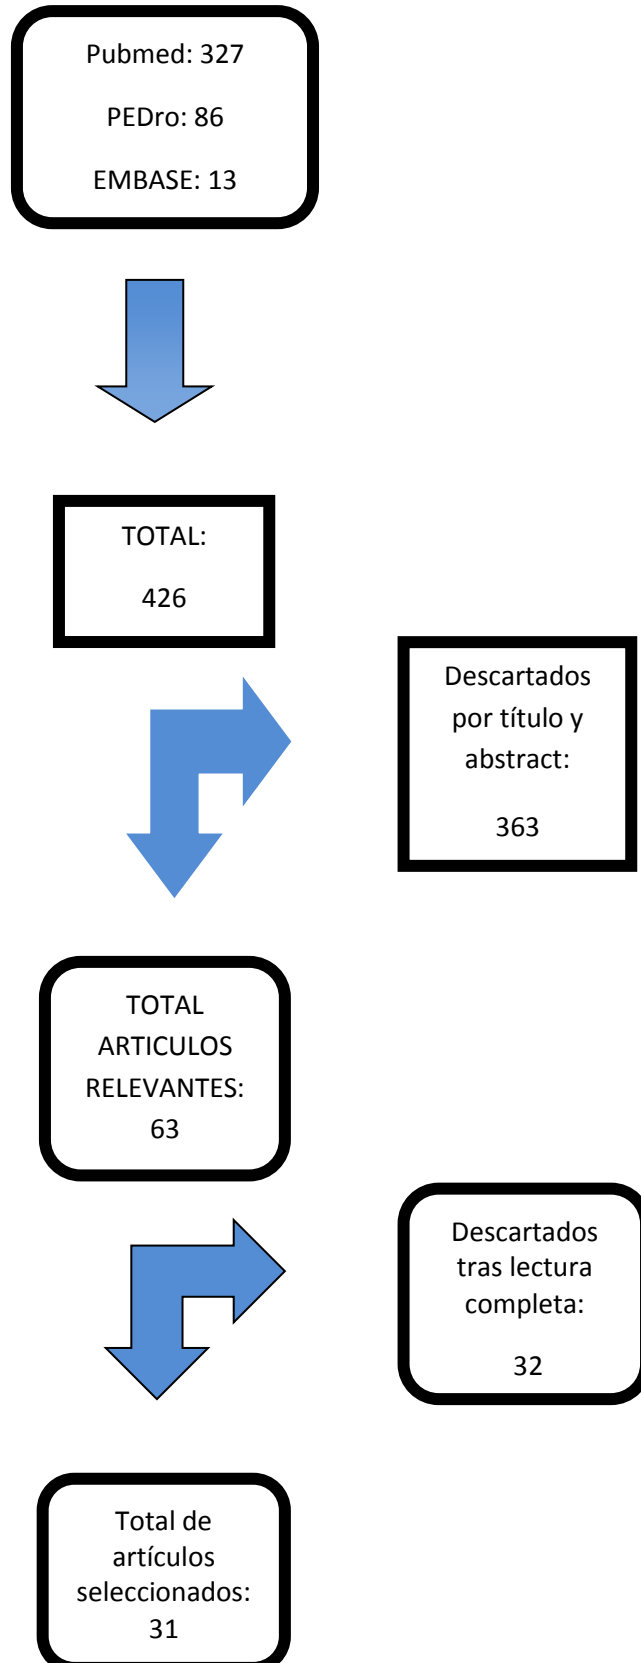 Pubmed: 327
PEDro: 86
EMBASE: 13
TOTAL:
426
Descartados
por título y
abstract:
363
TOTAL
ARTICULOS
RELEVANTES:
63
Descartados
tras lectura
completa:
32
Total de
artículos
seleccionados:
31